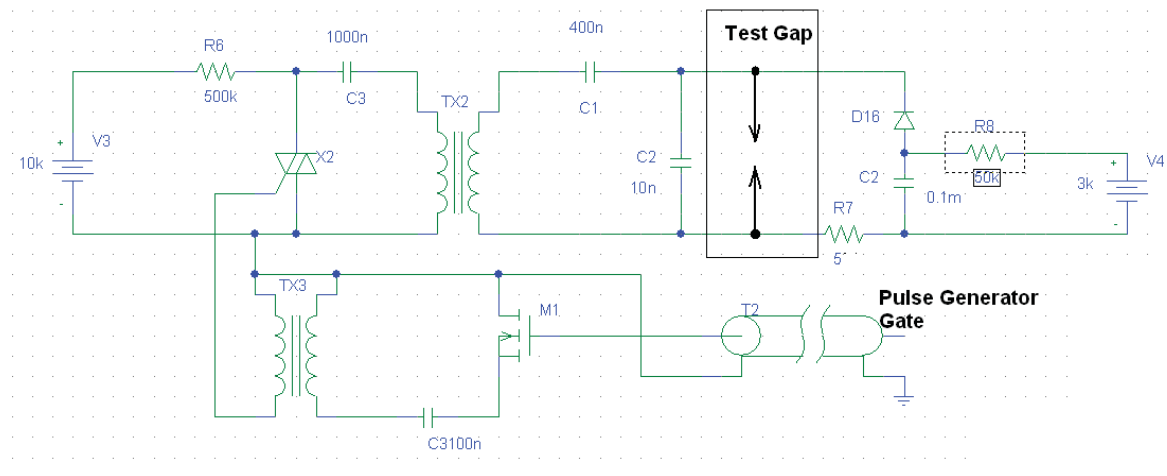 R6
500k
1000n
C3
TX2
400n
C1
Test Gap
V3
+
10k
-
X2
C2
10n
D16
R8
50k
C2
0.1m
R7
5
V4
+
3k
-
TX3
M1
T2
Pulse Generator
Gate
C3100n